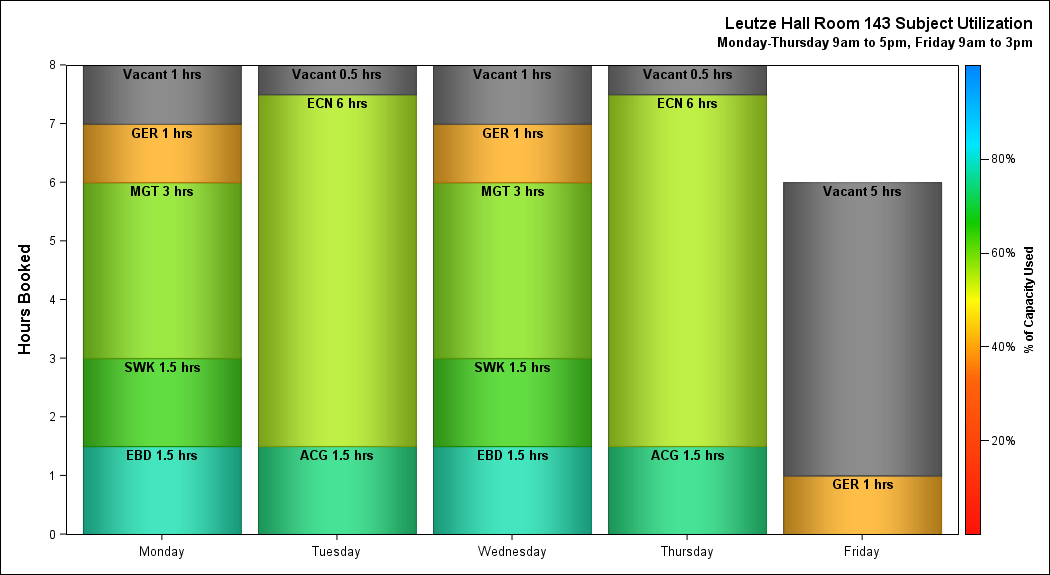 Leutze Hall Room 143 Subject Utilization
Monday-Thursday 9am to 5pm, Friday 9am to 3pm
Hours Booked
8
7
6
5
4
3
2
1
0
Vacant 1 hrs
GER 1 hrs
MGT 3 hrs
SWK 1.5 hrs
EBD 1.5 hrs
Monday
Vacant 0.5 hrs
ECN 6 hrs
ACG 1.5 hrs
Tuesday
Vacant 1 hrs
GER 1 hrs
MGT 3 hrs
SWK 1.5 hrs
EBD 1.5 hrs
Wednesday
Vacant 0.5 hrs
ECN 6 hrs
ACG 1.5 hrs
Thursday
Vacant 5 hrs
GER 1 hrs
Friday
80%
60%
40%
20%
% of Capacity Used